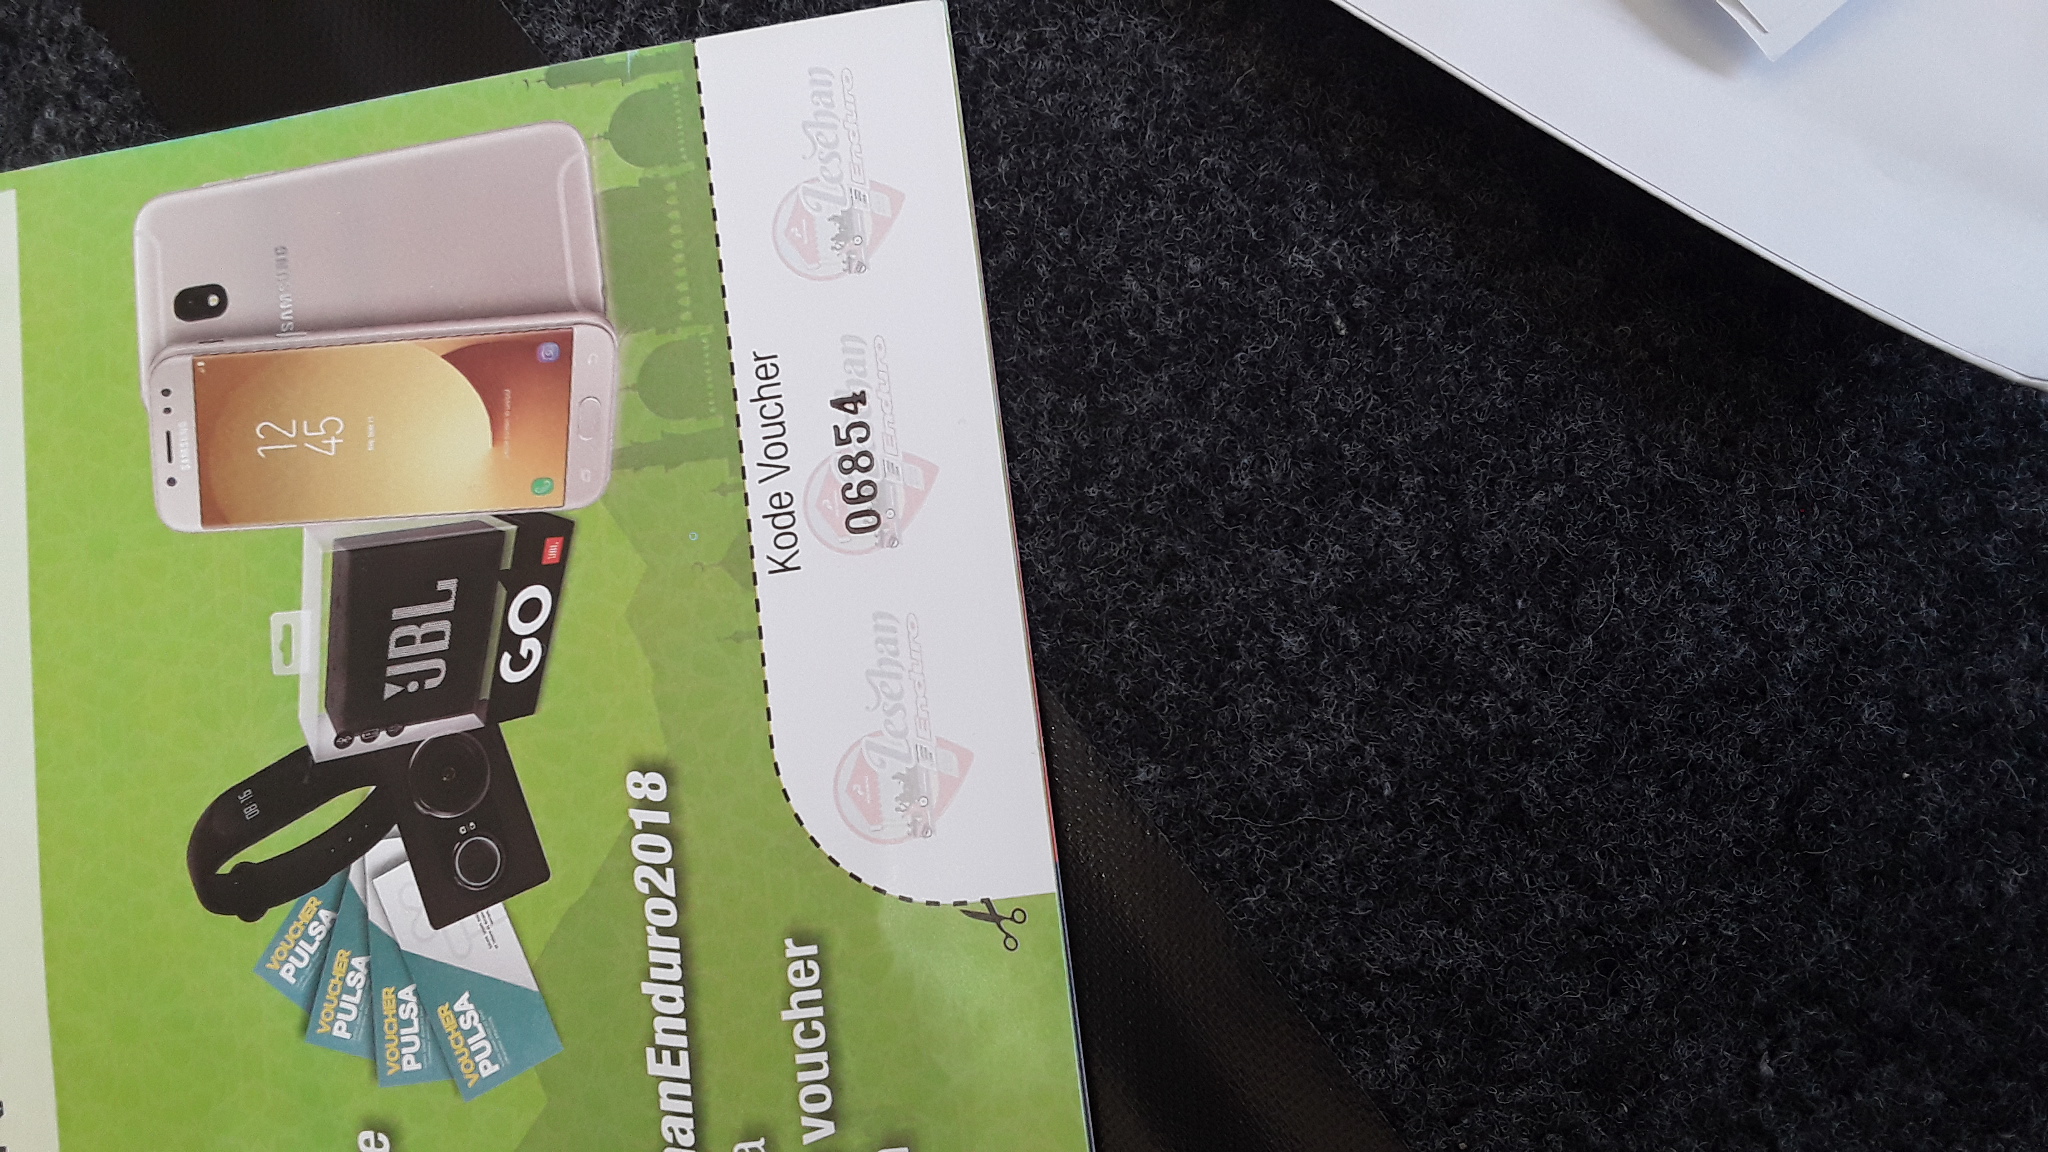 VOUCHER
PULSA
VOUCHER
PULSA
VOUCHER
PULSA
VOUCHER
PULSA
08:15
JBL
GO
JBL
SAMSUNG
12
45
SAMSUNG
e
hanEnduro2018
a
voucher
Kode Voucher
06854
Lesehan
Enduro
Lesehan
Enduro
Lesehan
Enduro